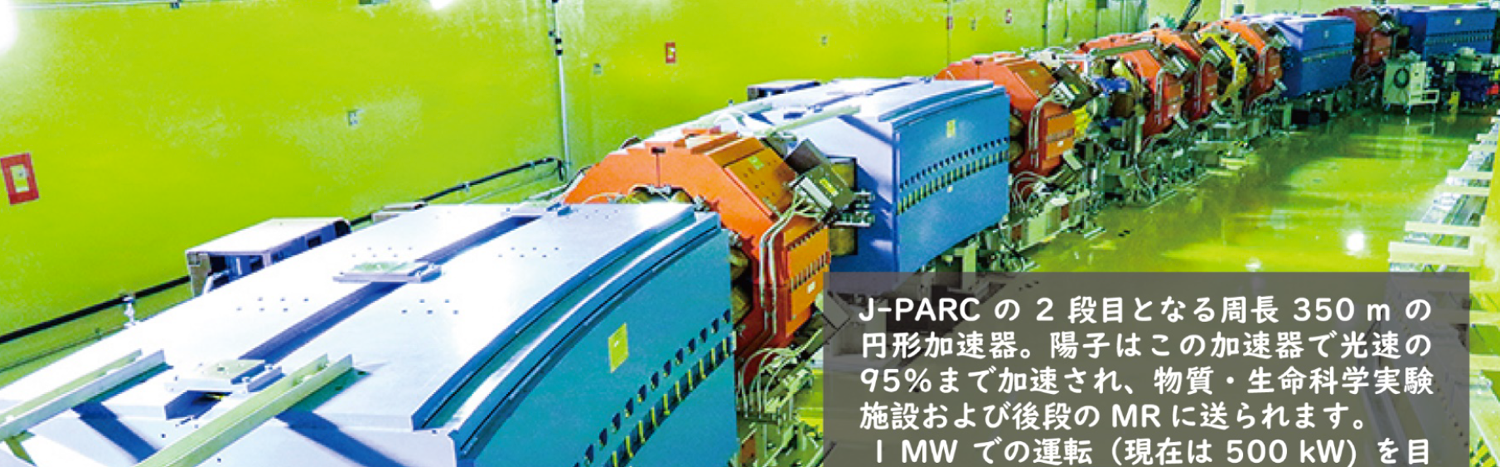 J-PARC の 2 段目となる周長 350 m の
円形加速器。陽子はこの加速器で光速の
95%まで加速され、物質・生命科学実験
施設および後段の MR に送られます。
1 MW での運転（現在は 500 kW）を目